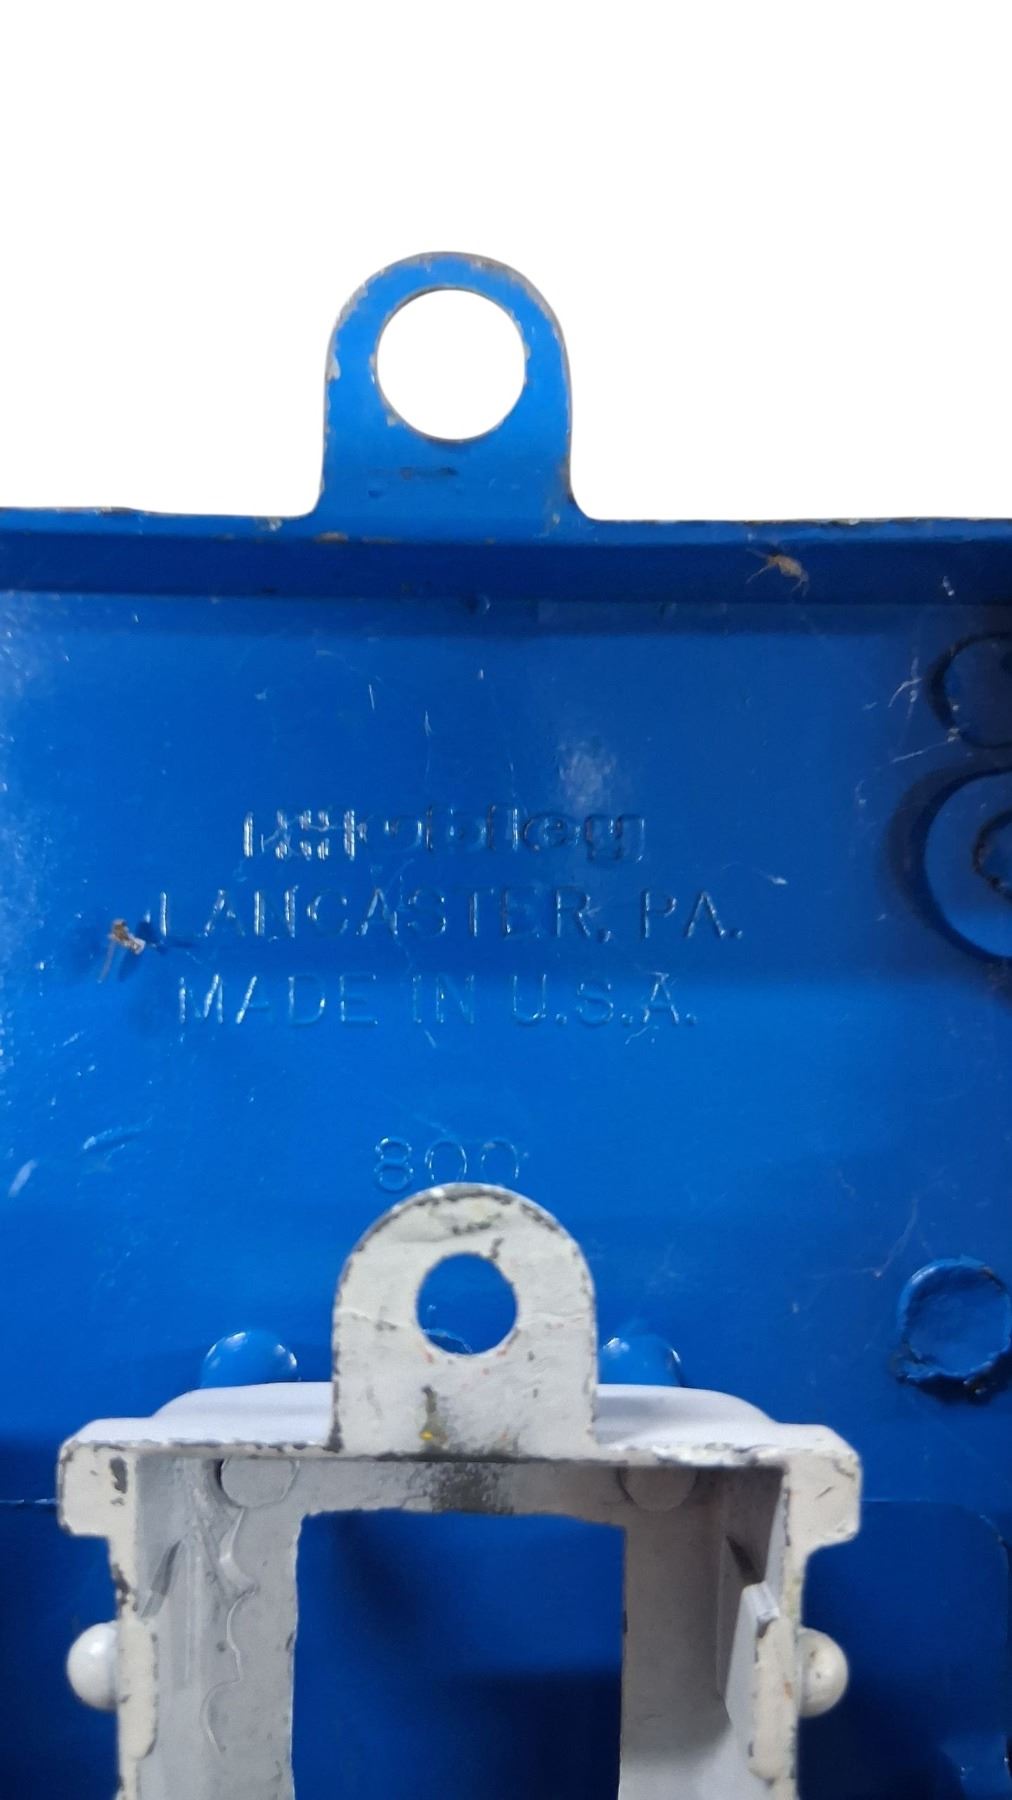 Hubley
LANCASTER, PA.
MADE IN U.S.A.
800